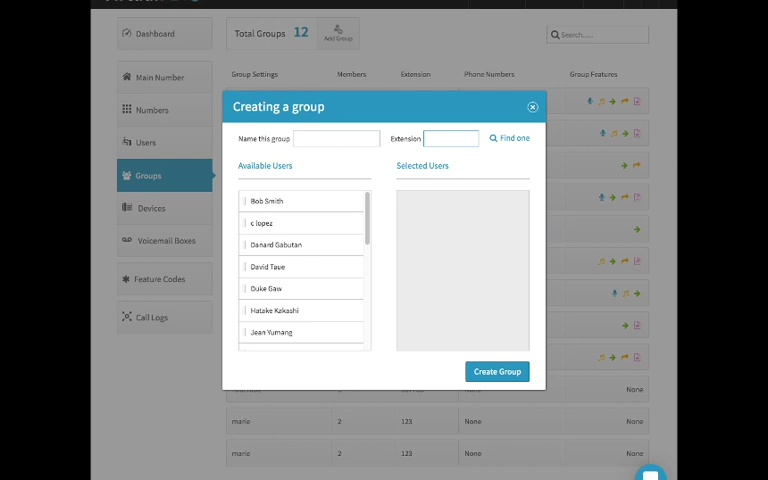 Dashboard
Total Groups 12
Add Group
Search.....
Main Number
Numbers
Users
Groups
Devices
Voicemail Boxes
Feature Codes
Call Logs
Group Settings Members Extension Phone Numbers Group Features
Creating a group
Name this group Extension Find one
Available Users Selected Users
Bob Smith
c lopez
Danard Gabutan
David Taue
Duke Gaw
Hatake Kakashi
Jean Yumang
Create Group
None
marie 2 123 None None
marie 2 123 None None